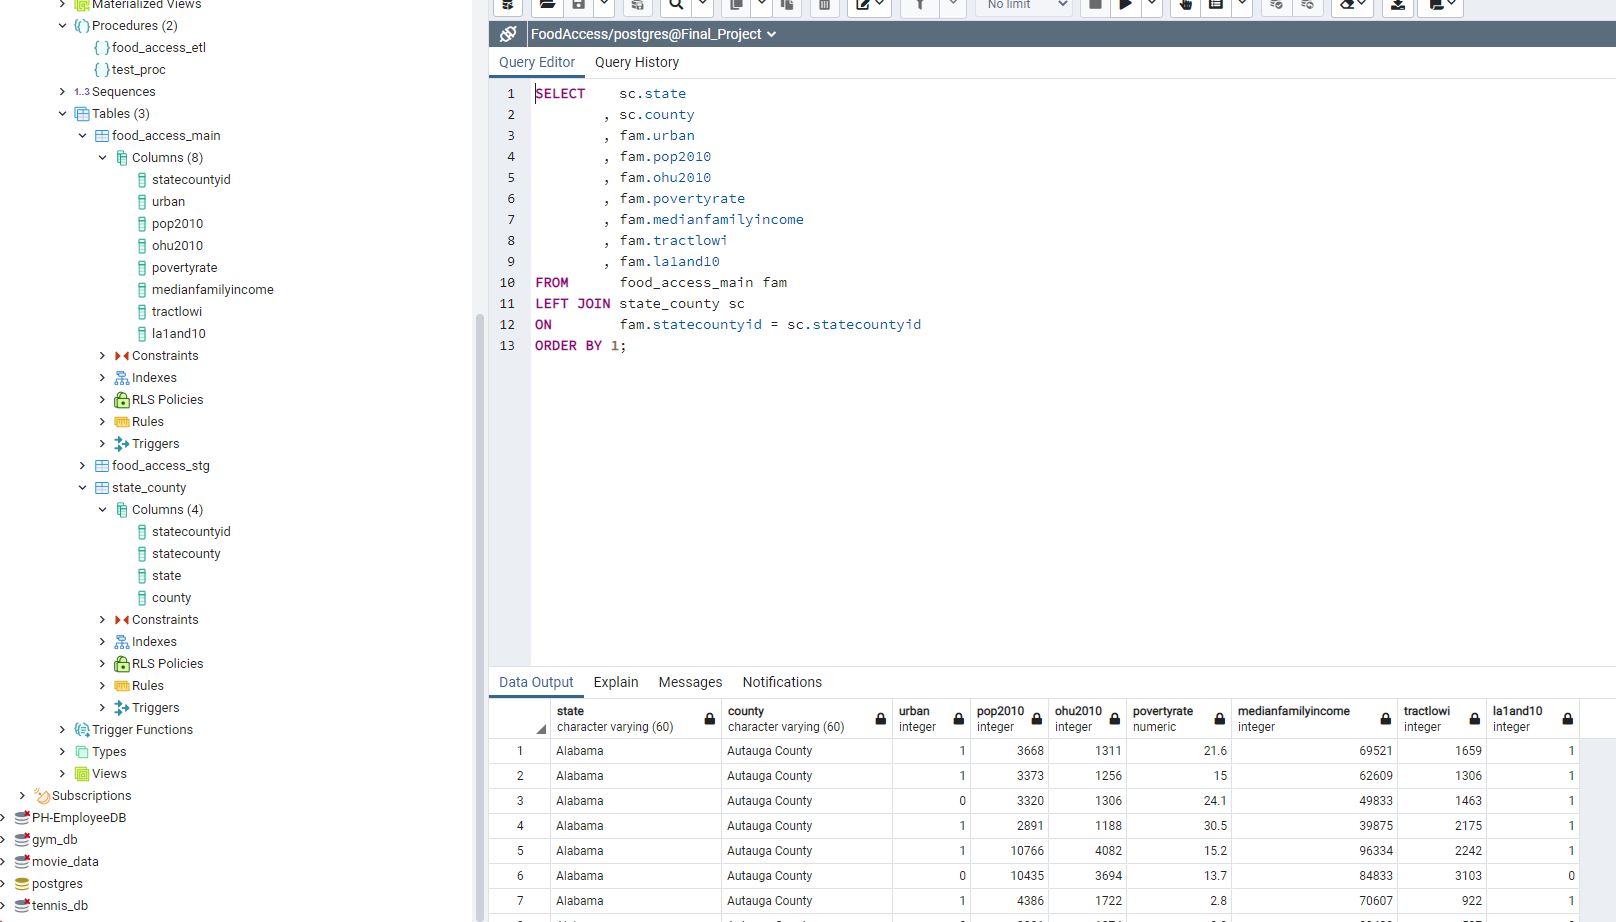 Materialized Views
Procedures (2)
food_access_etl
test_proc
1..3 Sequences
Tables (3)
food_access_main
Columns (8)
statecountyid
urban
pop2010
ohu2010
povertyrate
medianfamilyincome
tractlowi
la1and10
Constraints
Indexes
RLS Policies
Rules
Triggers
food_access_stg
state_county
Columns (4)
statecountyid
statecounty
state
county
Constraints
Indexes
RLS Policies
Rules
Triggers
Trigger Functions
Types
Views
Subscriptions
PH-EmployeeDB
gym_db
movie_data
postgres
tennis_db
No limit
FoodAccess/postgres@Final_Project
Query Editor Query History
1 SELECT sc.state
2 , sc.county
3 , fam.urban
4 , fam.pop2010
5 , fam.ohu2010
6 , fam.povertyrate
7 , fam.medianfamilyincome
8 , fam.tractlowi
9 , fam.la1and10
10 FROM food_access_main fam
11 LEFT JOIN state_county sc
12 ON fam.statecountyid = sc.statecountyid
13 ORDER BY 1;
Data Output Explain Messages Notifications
state county urban pop2010 ohu2010 povertyrate medianfamilyincome tractlowi la1and10
character varying (60) character varying (60) integer integer integer numeric integer integer integer
1 Alabama Autauga County 1 3668 1311 21.6 69521 1659 1
2 Alabama Autauga County 1 3373 1256 15 62609 1306 1
3 Alabama Autauga County 0 3320 1306 24.1 49833 1463 1
4 Alabama Autauga County 1 2891 1188 30.5 39875 2175 1
5 Alabama Autauga County 1 10766 4082 15.2 96334 2242 1
6 Alabama Autauga County 0 10435 3694 13.7 84833 3103 0
7 Alabama Autauga County 1 4386 1722 2.8 70607 922 1